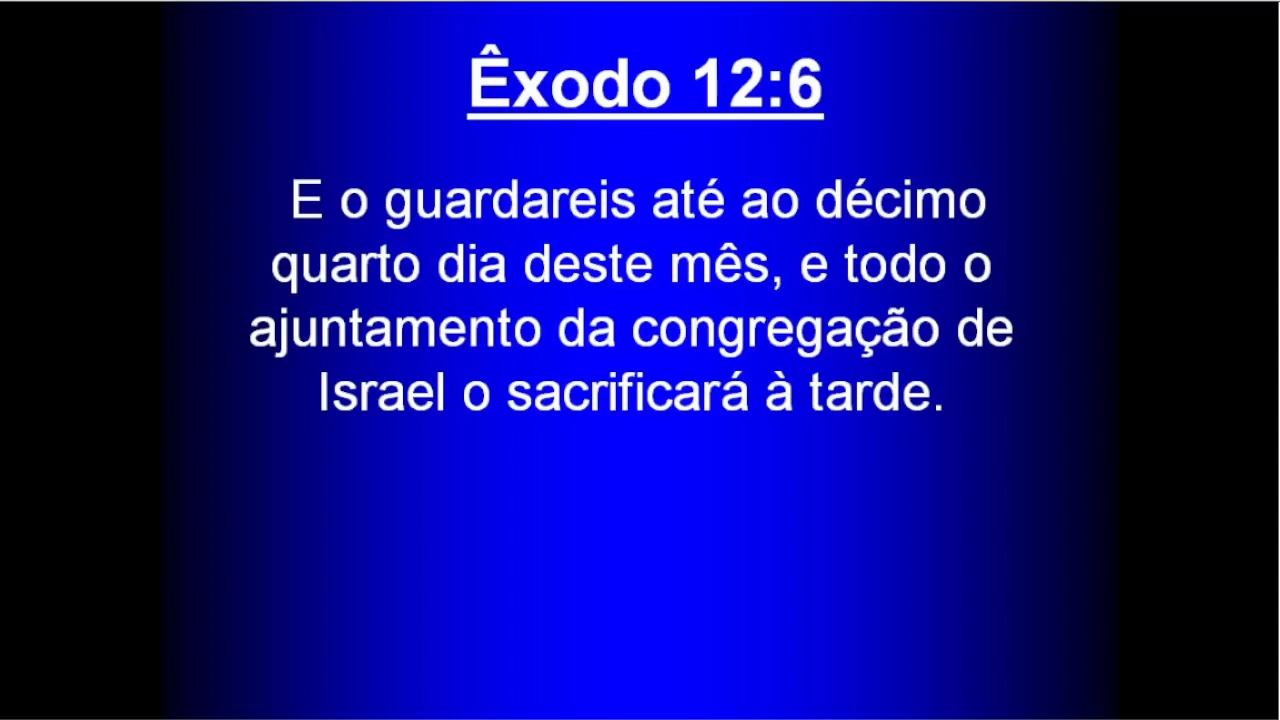 Êxodo 12:6
E o guardareis até ao décimo
quarto dia deste mês, e todo o
ajuntamento da congregação de
Israel o sacrificará à tarde.